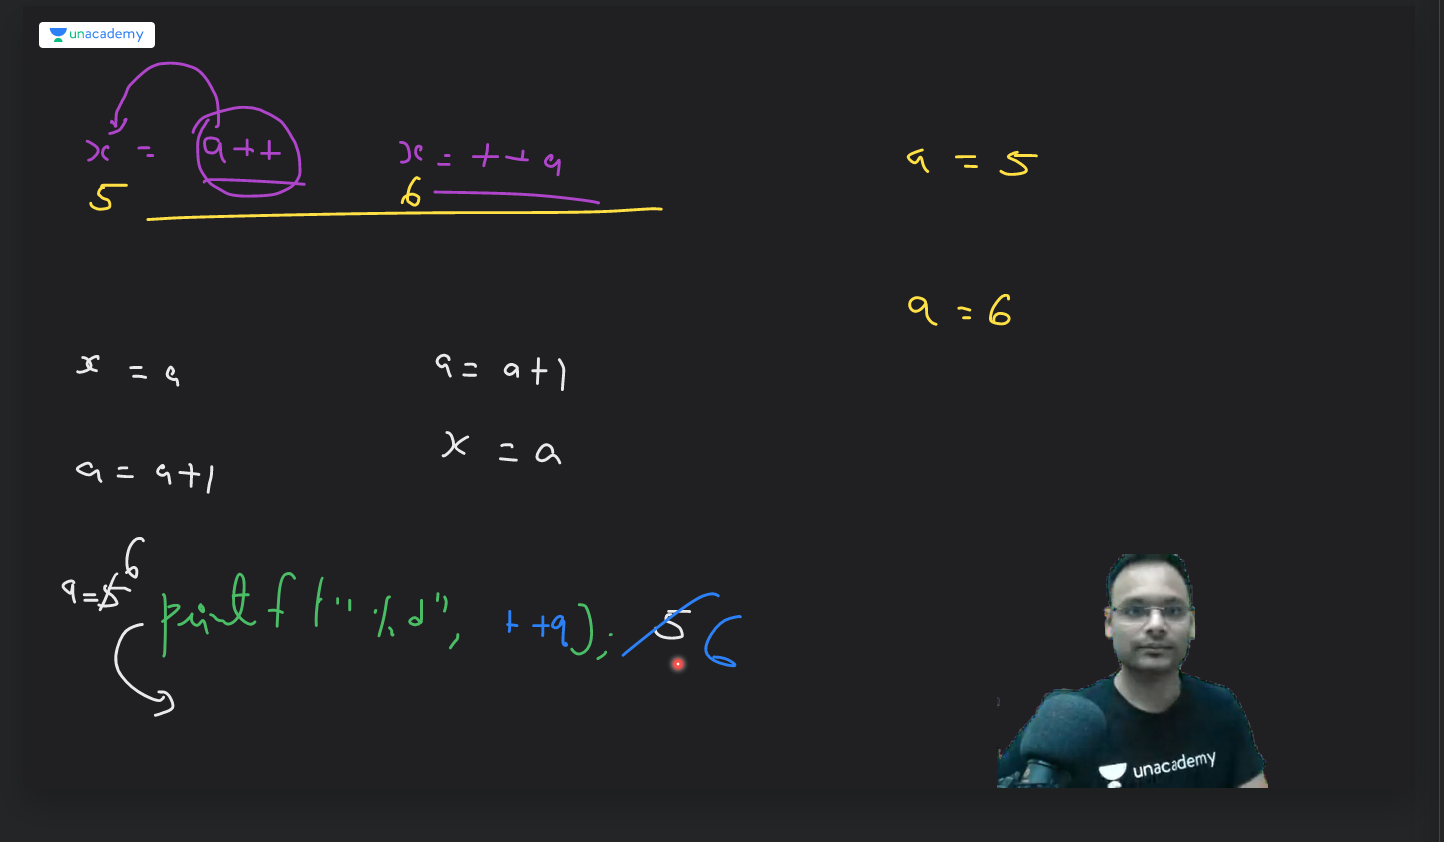 unacademy
x = a++
x = ++a
a = 5
5
6
a = 6
x = a
a = a+1
a = a+1
x = a
6
a=5 printf("%d", ++a); 5 6
unacademy